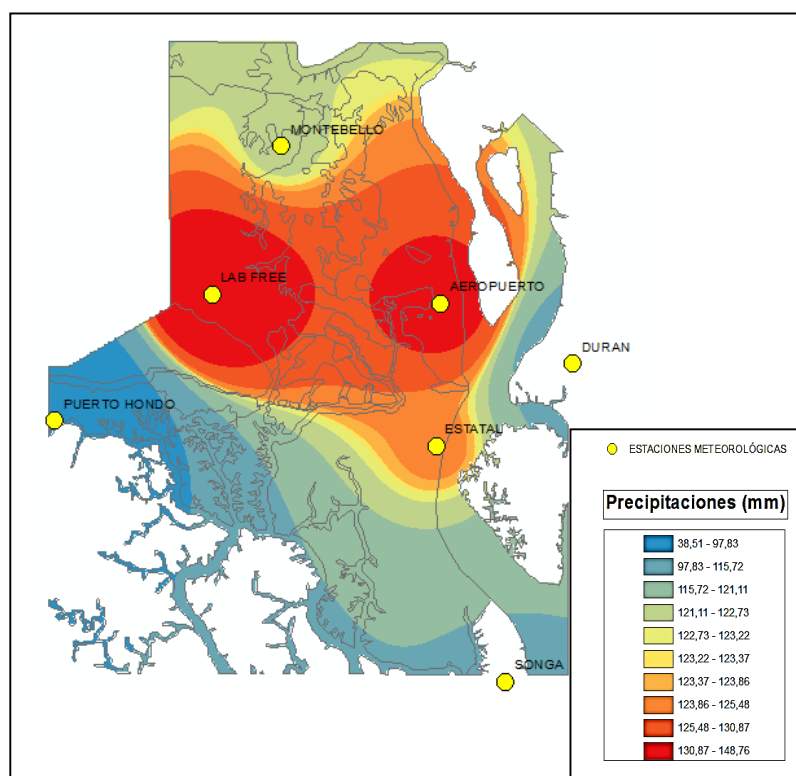 MONTEBELLO
LAB FREE
AEROPUERTO
DURAN
PUERTO HONDO
ESTATAL
SONGA
ESTACIONES METEOROLÓGICAS
Precipitaciones (mm)
38,51 - 97,83
97,83 - 115,72
115,72 - 121,11
121,11 - 122,73
122,73 - 123,22
123,22 - 123,37
123,37 - 123,86
123,86 - 125,48
125,48 - 130,87
130,87 - 148,76